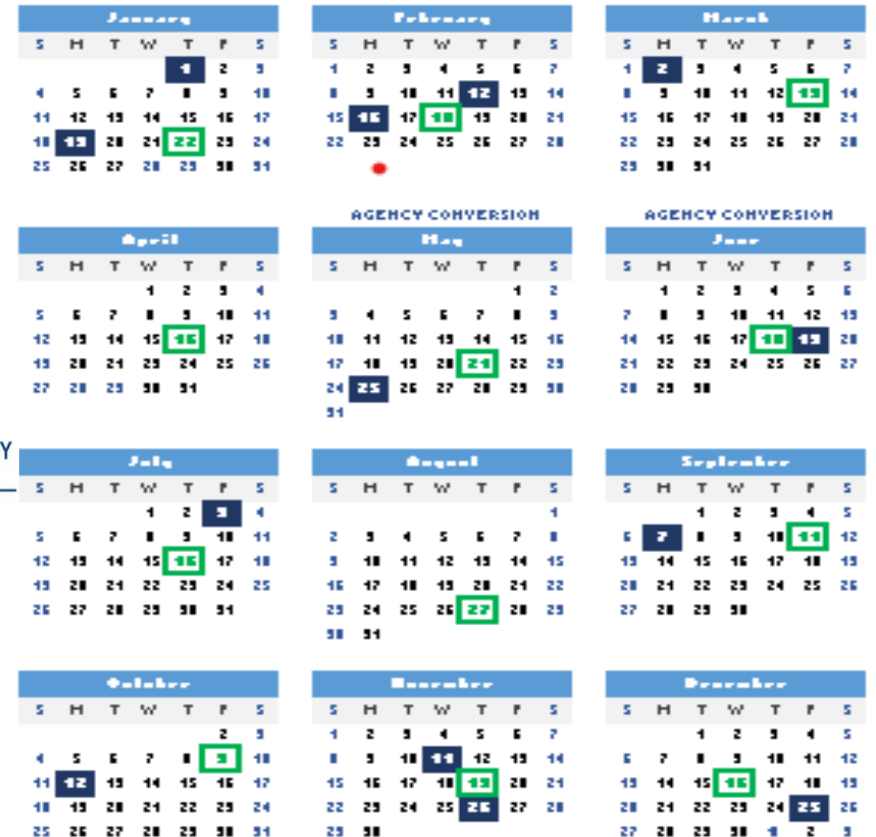 January
S M T W T F S
1 2 3
4 5 6 7 8 9 10
11 12 13 14 15 16 17
18 19 20 21 22 23 24
25 26 27 28 29 30 31
February
S M T W T F S
1 2 3 4 5 6 7
8 9 10 11 12 13 14
15 16 17 18 19 20 21
22 23 24 25 26 27 28
March
S M T W T F S
1 2 3 4 5 6 7
8 9 10 11 12 13 14
15 16 17 18 19 20 21
22 23 24 25 26 27 28
29 30 31
April
S M T W T F S
1 2 3 4
5 6 7 8 9 10 11
12 13 14 15 16 17 18
19 20 21 23 24 25 26
27 28 29 30 31
AGENCY CONVERSION
May
S M T W T F S
1 2
3 4 5 6 7 8 9
10 11 12 13 14 15 16
17 18 19 20 21 22 23
24 25 26 27 28 29 30
31
AGENCY CONVERSION
June
S M T W T F S
1 2 3 4 5 6
7 8 9 10 11 12 13
14 15 16 17 18 19 20
21 22 23 24 25 26 27
28 29 30
Y
July
S M T W T F S
1 2 3 4
5 6 7 8 9 10 11
12 13 14 15 16 17 18
19 20 21 22 23 24 25
26 27 28 29 30 31
August
S M T W T F S
1
2 3 4 5 6 7 8
9 10 11 12 13 14 15
16 17 18 19 20 21 22
23 24 25 26 27 28 29
30 31
September
S M T W T F S
1 2 3 4 5
6 7 8 9 10 11 12
13 14 15 16 17 18 19
20 21 22 23 24 25 26
27 28 29 30
October
S M T W T F S
2 3
4 5 6 7 8 9 10
11 12 13 14 15 16 17
18 19 20 21 22 23 24
25 26 27 28 29 30 31
November
S M T W T F S
1 2 3 4 5 6 7
8 9 10 11 12 13 14
15 16 17 18 19 20 21
22 23 24 25 26 27 28
29 30
December
S M T W T F S
1 2 3 4 5
6 7 8 9 10 11 12
13 14 15 16 17 18 19
20 21 22 23 24 25 26
27 28 29 30 1 2 3